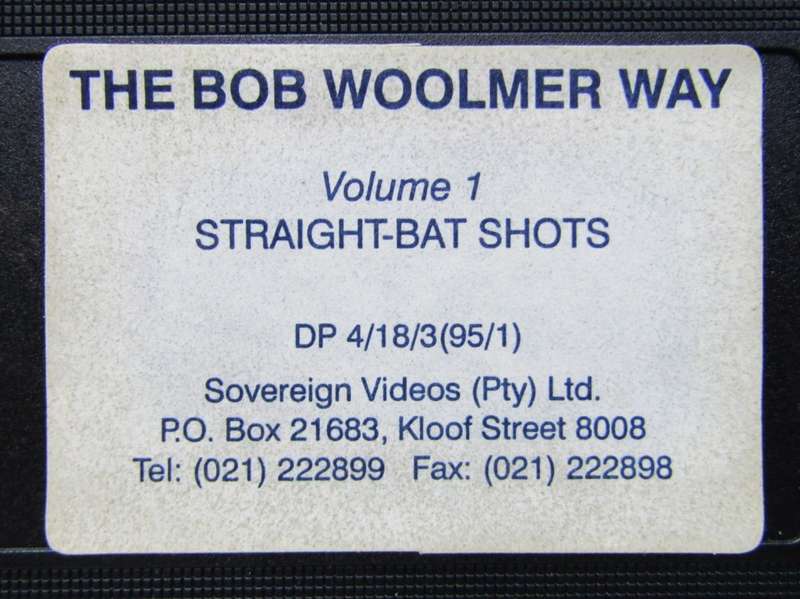 THE BOB WOOLMER WAY
Volume 1
STRAIGHT-BAT SHOTS
DP 4/18/3(95/1)
Sovereign Videos (Pty) Ltd.
P.O. Box 21683, Kloof Street 8008
Tel: (021) 222899 Fax: (021) 222898